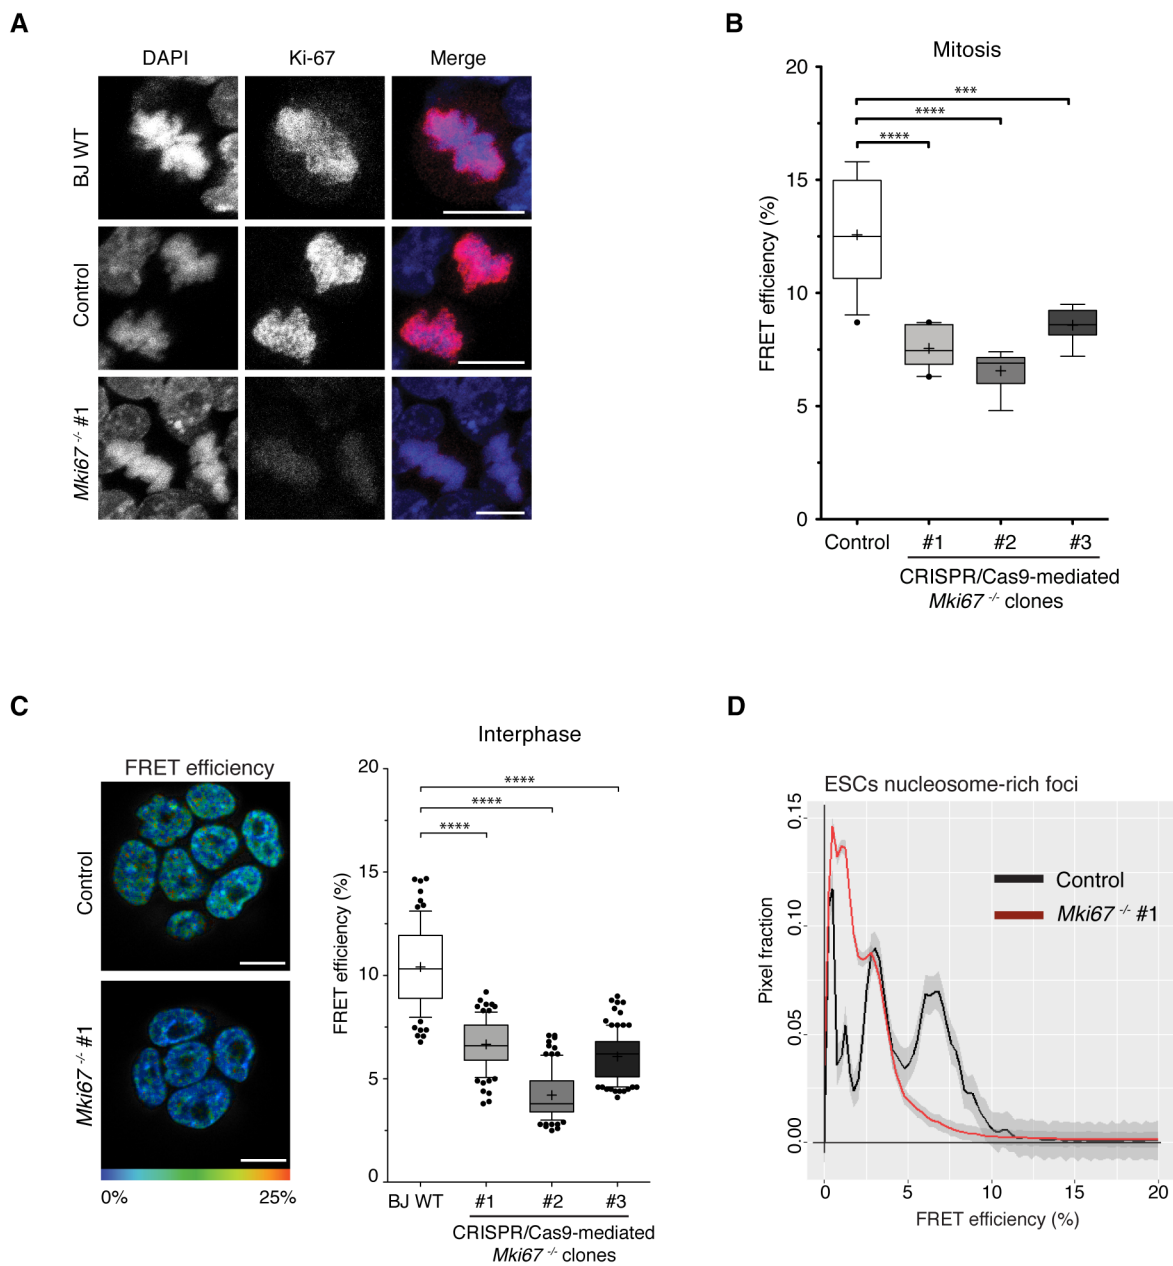 A
DAPI
Ki-67
Merge
BJ WT
Control
Mki67 -/- #1
B
Mitosis
20
15
10
5
0
FRET efficiency (%)
***
****
****
Control
#1
#2
#3
CRISPR/Cas9-mediated
Mki67 -/- clones
C
FRET efficiency
Control
Mki67 -/- #1
0%
25%
Interphase
20
15
10
5
0
FRET efficiency (%)
****
****
****
BJ WT
#1
#2
#3
CRISPR/Cas9-mediated
Mki67 -/- clones
D
ESCs nucleosome-rich foci
0.15
0.10
0.05
0.00
Pixel fraction
Control
Mki67 -/- #1
0
5
10
15
20
FRET efficiency (%)